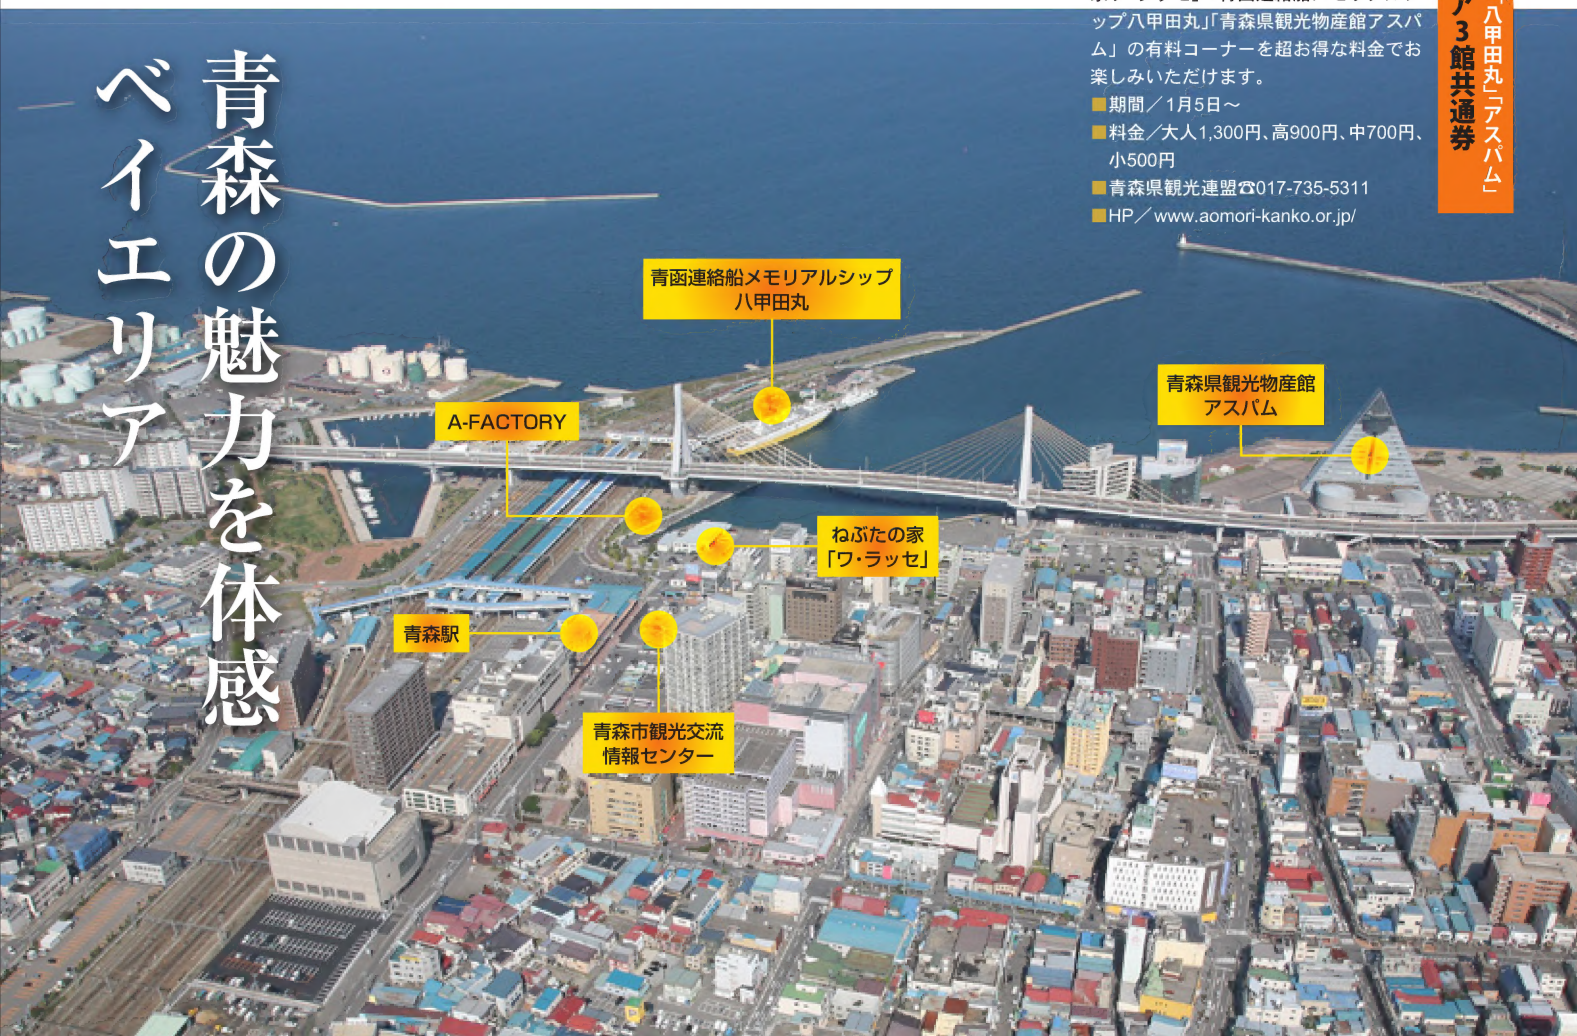 青森の魅力を体感
ベイエリア
ップ八甲田丸」「青森県観光物産館アスパ
ム」の有料コーナーを超お得な料金でお
楽しみいただけます。
■期間／1月5日～
■料金／大人1,300円、高900円、中700円、
小500円
■青森県観光連盟☎017-735-5311
■HP／www.aomori-kanko.or.jp/
「八甲田丸」「アスパム」
ア3館共通券
青函連絡船メモリアルシップ
八甲田丸
青森県観光物産館
アスパム
A-FACTORY
ねぶたの家
「ワ・ラッセ」
青森駅
青森市観光交流
情報センター